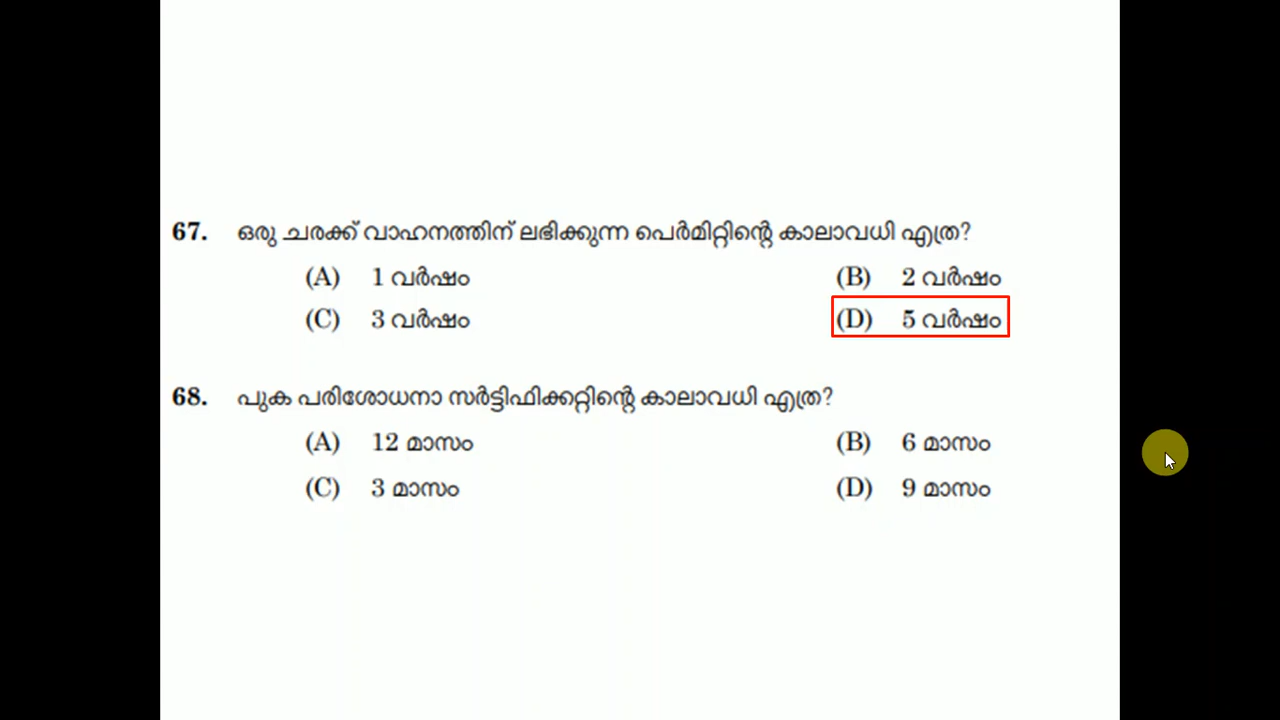 67. ഒരു ചരക്ക് വാഹനത്തിന് ലഭിക്കുന്ന പെർമിറ്റിന്റെ കാലാവധി എത്ര?
(A) 1 വർഷം (B) 2 വർഷം
(C) 3 വർഷം (D) 5 വർഷം
68. പുക പരിശോധനാ സർട്ടിഫിക്കറ്റിന്റെ കാലാവധി എത്ര?
(A) 12 മാസം (B) 6 മാസം
(C) 3 മാസം (D) 9 മാസം